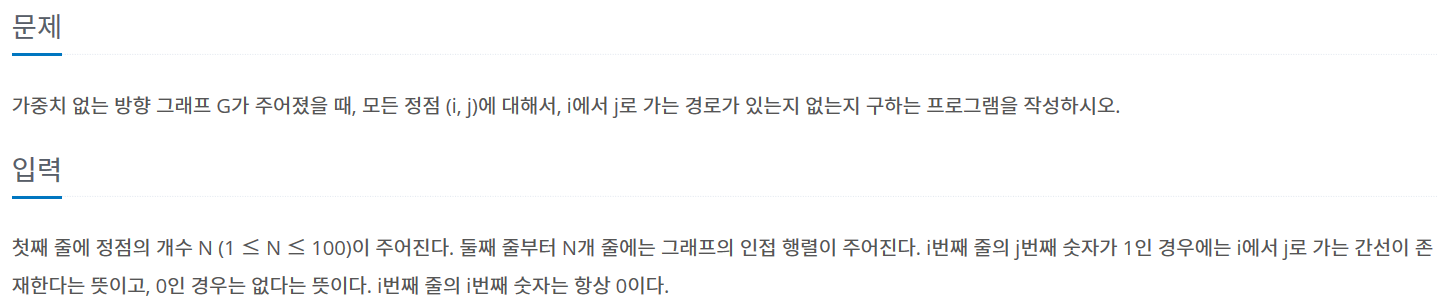 문제
가중치 없는 방향 그래프 G가 주어졌을 때, 모든 정점 (i, j)에 대해서, i에서 j로 가는 경로가 있는지 없는지 구하는 프로그램을 작성하시오.
입력
첫째 줄에 정점의 개수 N (1 ≤ N ≤ 100)이 주어진다. 둘째 줄부터 N개 줄에는 그래프의 인접 행렬이 주어진다. i번째 줄의 j번째 숫자가 1인 경우에는 i에서 j로 가는 간선이 존
재한다는 뜻이고, 0인 경우는 없다는 뜻이다. i번째 줄의 i번째 숫자는 항상 0이다.